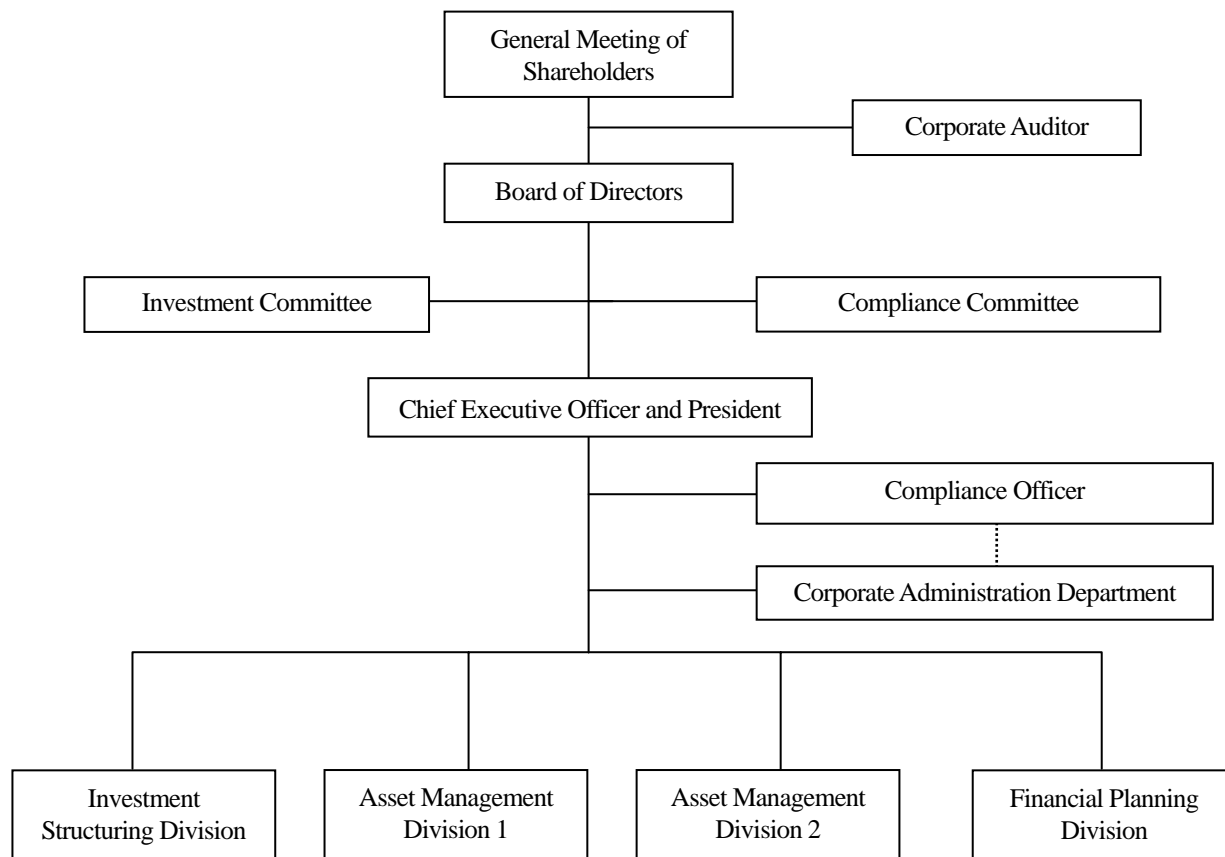 General Meeting of
Shareholders
Corporate Auditor
Board of Directors
Investment Committee
Compliance Committee
Chief Executive Officer and President
Compliance Officer
Corporate Administration Department
Investment
Structuring Division
Asset Management
Division 1
Asset Management
Division 2
Financial Planning
Division